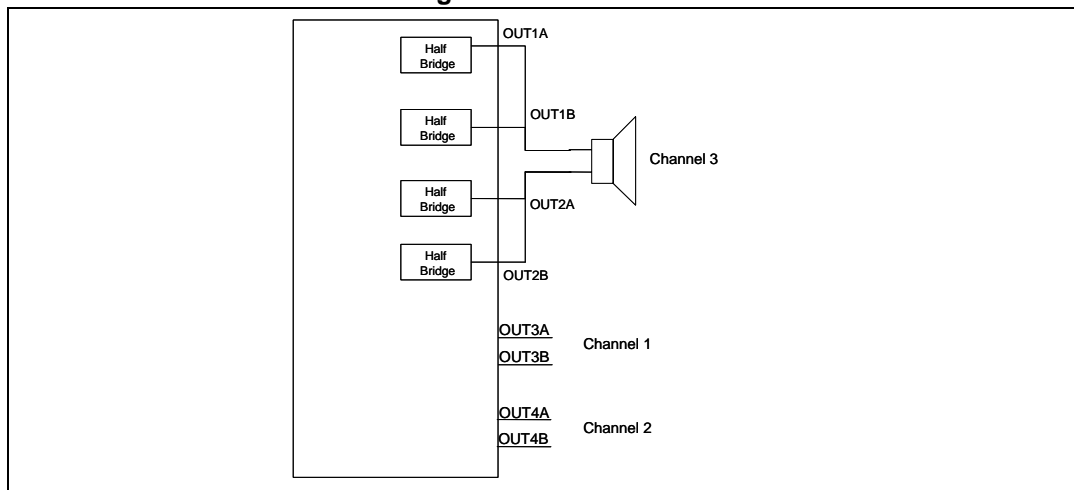 OUT1A
Half
Bridge
OUT1B
Half
Bridge
Channel 3
Half
Bridge
OUT2A
Half
Bridge
OUT2B
OUT3A
Channel 1
OUT3B
OUT4A
Channel 2
OUT4B